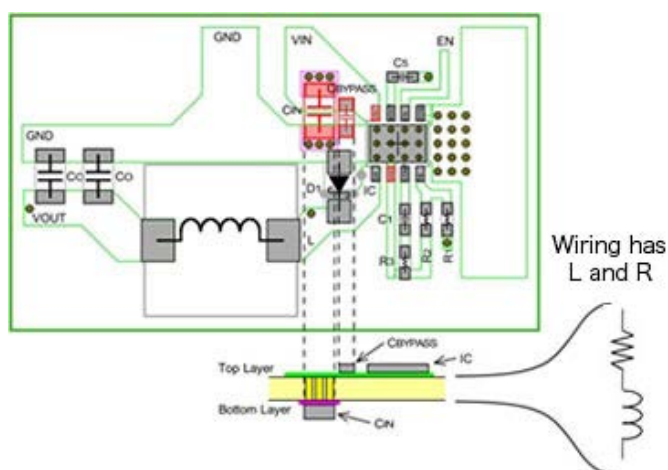 GND
VIN
EN
C5
CBYPASS
CIN
GND
CO
CO
D1
IC
VOUT
L
C1
R3
R2
R1
Wiring has
L and R
CBYPASS
IC
Top Layer
Bottom Layer
CIN